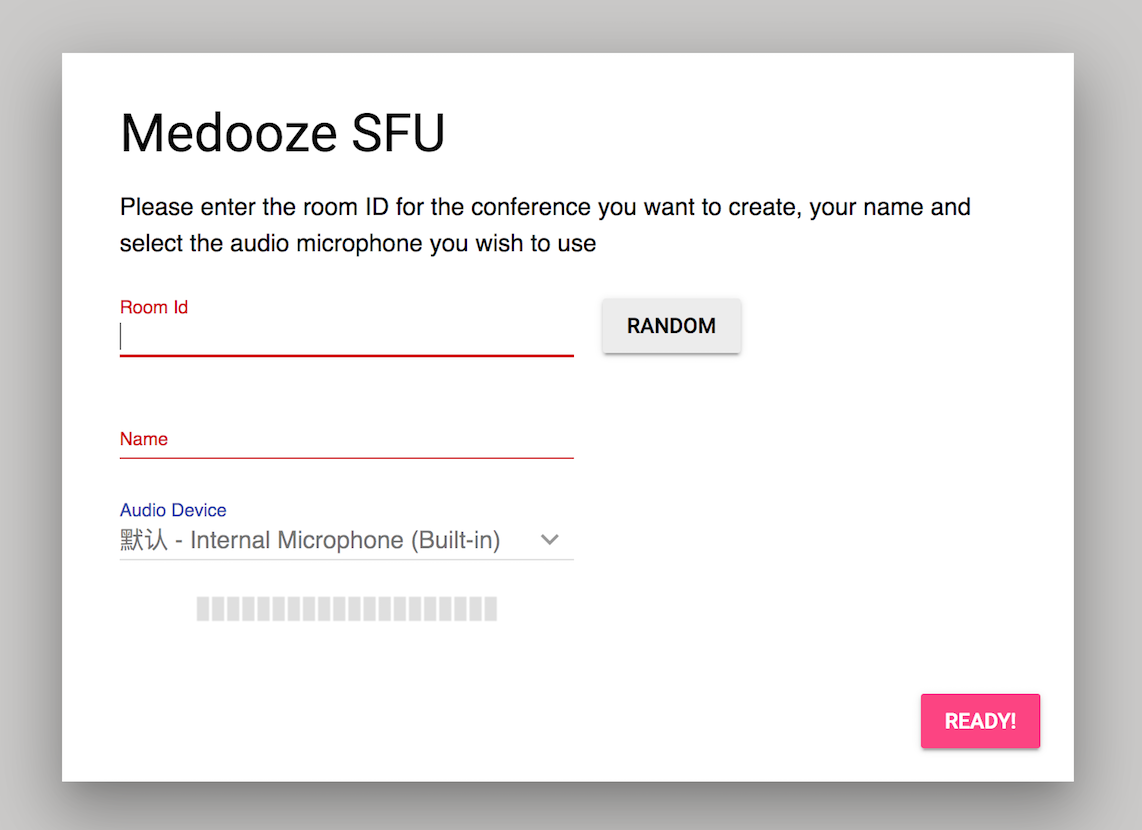 Medooze SFU
Please enter the room ID for the conference you want to create, your name and
select the audio microphone you wish to use
Room Id
RANDOM
Name
Audio Device
默认 - Internal Microphone (Built-in)
READY!